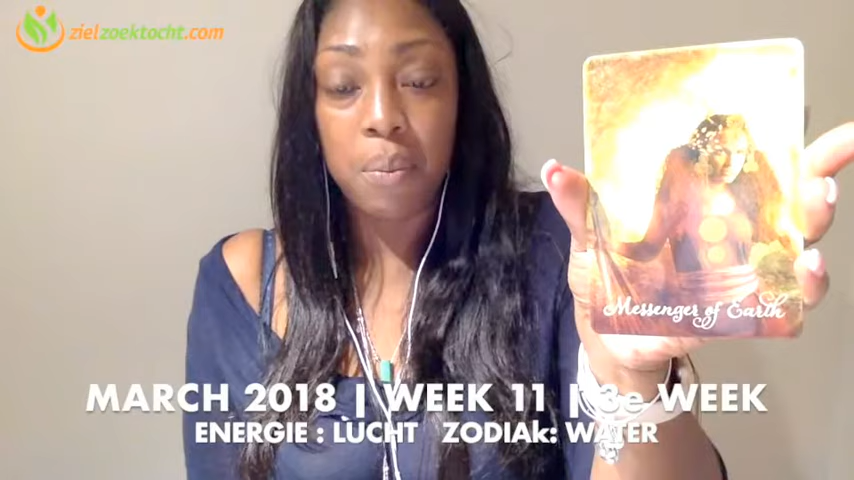 zielzoektocht.com
Messenger of Earth
MARCH 2018 | WEEK 11 | 3e WEEK
ENERGIE : LUCHT ZODIAk: WATER